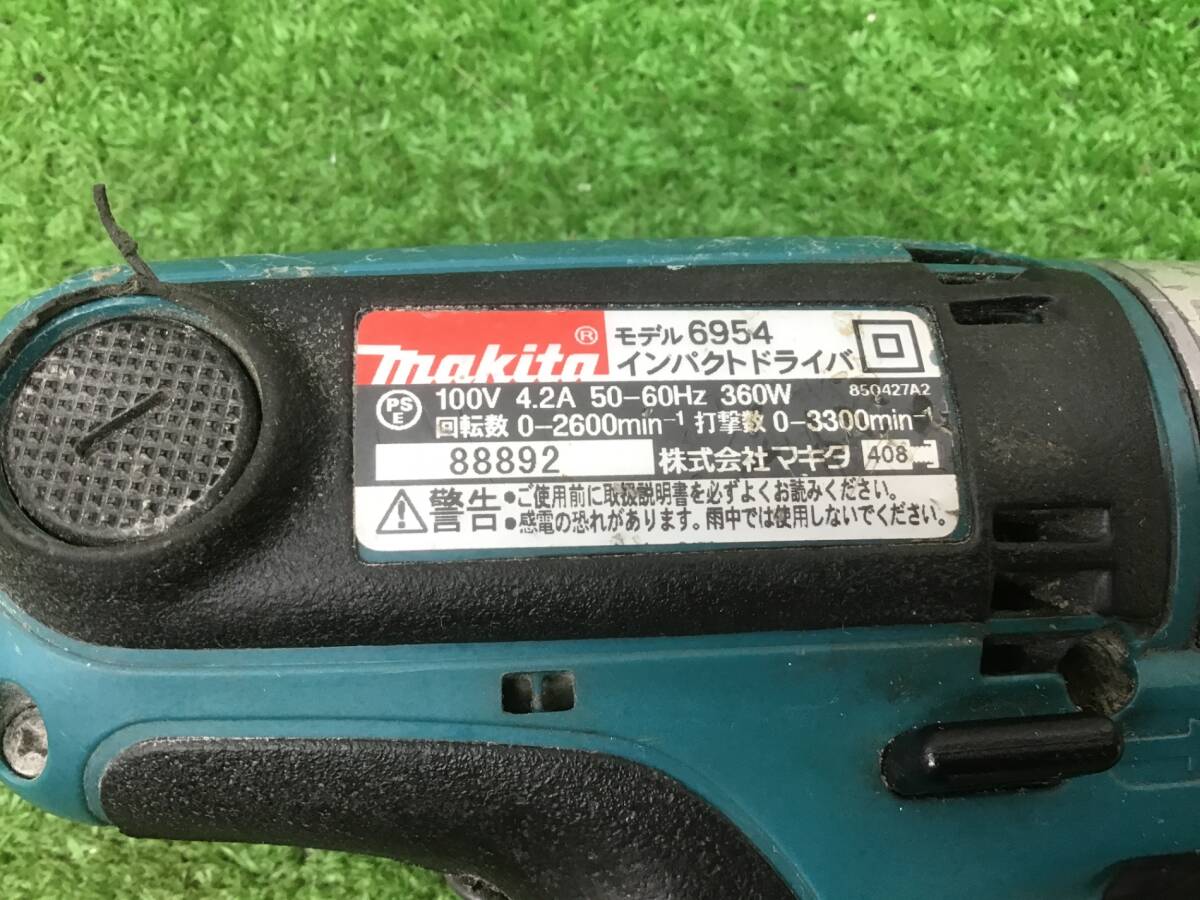 makita® モデル 6954
インパクトドライバ
PSE 100V 4.2A 50-60Hz 360W 850427A2
回転数 0-2600min⁻¹ 打撃数 0-3300min⁻¹
88892 株式会社 マキタ 408
警告 •ご使用前に取扱説明書を必ずよくお読みください。
•感電の恐れがあります。雨中では使用しないでください。